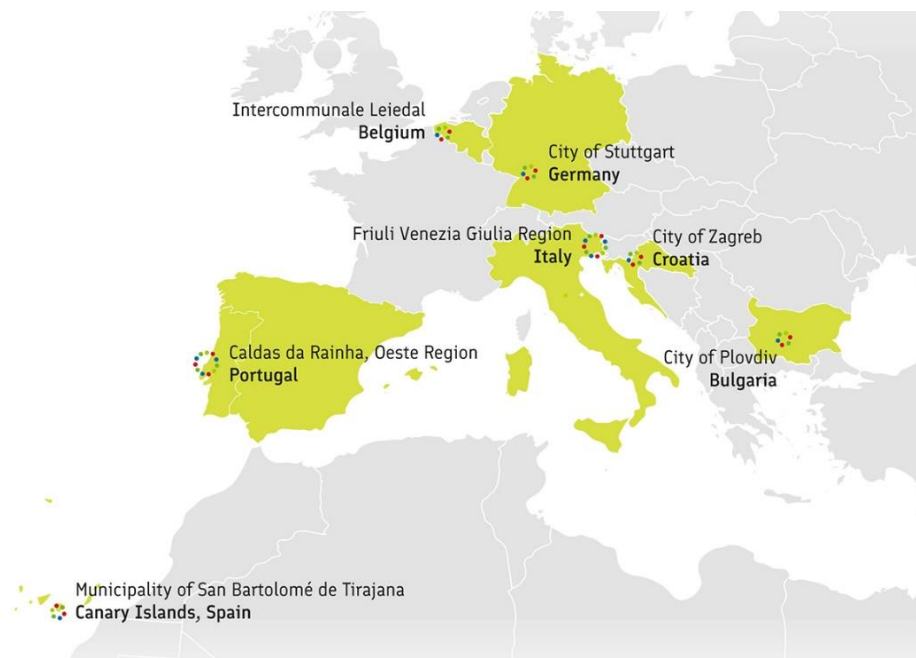 Intercommunale Leiedal
Belgium
City of Stuttgart
Germany
Friuli Venezia Giulia Region
Italy
City of Zagreb
Croatia
Caldas da Rainha, Oeste Region
Portugal
City of Plovdiv
Bulgaria
Municipality of San Bartolomé de Tirajana
Canary Islands, Spain